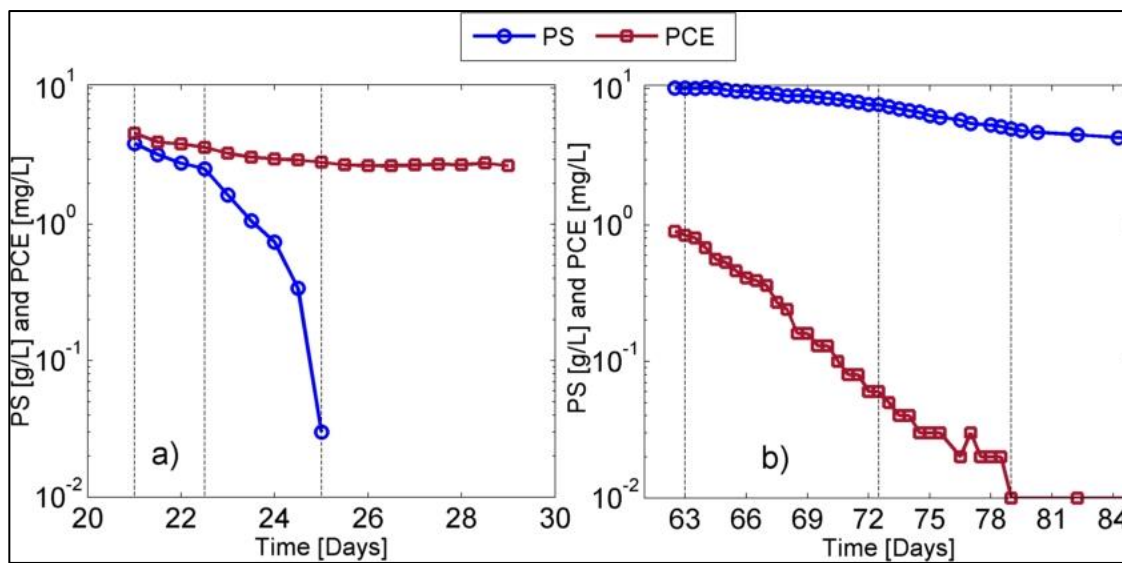 PS PCE
PS [g/L] and PCE [mg/L]
10^1
10^0
10^-1
10^-2
a)
20 22 24 26 28 30
Time [Days]
PS [g/L] and PCE [mg/L]
10^1
10^0
10^-1
10^-2
b)
63 66 69 72 75 78 81 84
Time [Days]